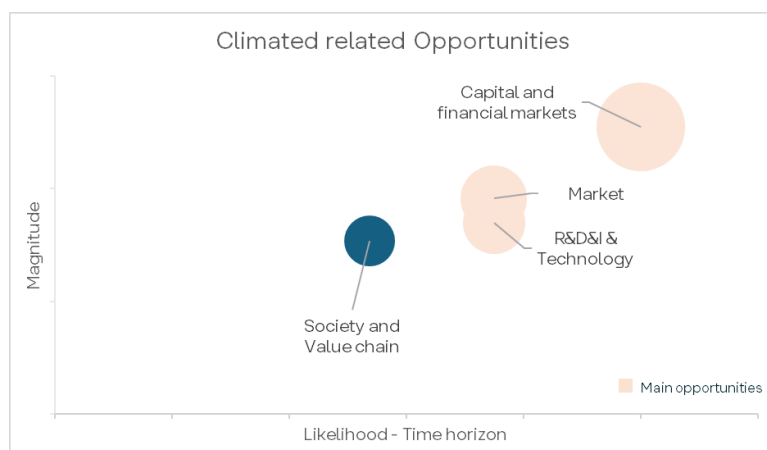 Climated related Opportunities
Capital and
financial markets
Market
R&D&I &
Technology
Magnitude
Society and
Value chain
Main opportunities
Likelihood - Time horizon